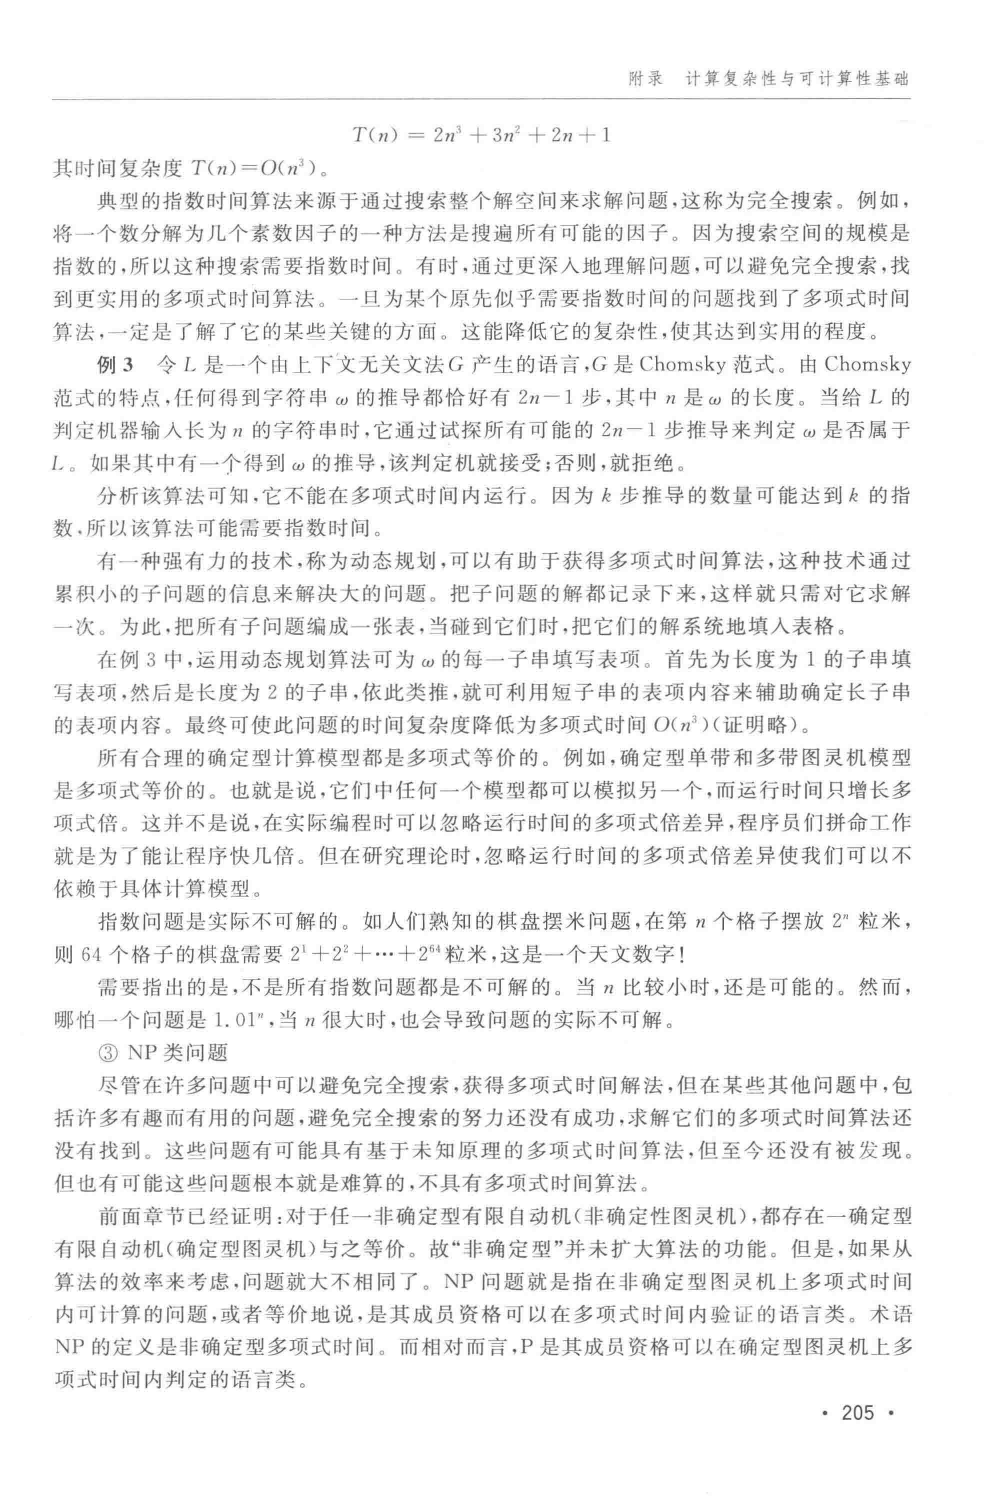 附录　计算复杂性与可计算性基础
T(n) = 2n³ + 3n² + 2n + 1
其时间复杂度 T(n)=O(n³)。
典型的指数时间算法来源于通过搜索整个解空间来求解问题,这称为完全搜索。例如,
将一个数分解为几个素数因子的一种方法是搜遍所有可能的因子。因为搜索空间的规模是
指数的,所以这种搜索需要指数时间。有时,通过更深入地理解问题,可以避免完全搜索,找
到更实用的多项式时间算法。一旦为某个原先似乎需要指数时间的问题找到了多项式时间
算法,一定是了解了它的某些关键的方面。这能降低它的复杂性,使其达到实用的程度。
例 3　令 L 是一个由上下文无关文法 G 产生的语言,G 是 Chomsky 范式。由 Chomsky
范式的特点,任何得到字符串 ω 的推导都恰好有 2n−1 步,其中 n 是 ω 的长度。当给 L 的
判定机器输入长为 n 的字符串时,它通过试探所有可能的 2n−1 步推导来判定 ω 是否属于
L。如果其中有一个得到 ω 的推导,该判定机就接受;否则,就拒绝。
分析该算法可知,它不能在多项式时间内运行。因为 k 步推导的数量可能达到 k 的指
数,所以该算法可能需要指数时间。
有一种强有力的技术,称为动态规划,可以有助于获得多项式时间算法,这种技术通过
累积小的子问题的信息来解决大的问题。把子问题的解都记录下来,这样就只需对它求解
一次。为此,把所有子问题编成一张表,当碰到它们时,把它们的解系统地填入表格。
在例 3 中,运用动态规划算法可为 ω 的每一子串填写表项。首先为长度为 1 的子串填
写表项,然后是长度为 2 的子串,依此类推,就可利用短子串的表项内容来辅助确定长子串
的表项内容。最终可使此问题的时间复杂度降低为多项式时间 O(n³)(证明略)。
所有合理的确定型计算模型都是多项式等价的。例如,确定型单带和多带图灵机模型
是多项式等价的。也就是说,它们中任何一个模型都可以模拟另一个,而运行时间只增长多
项式倍。这并不是说,在实际编程时可以忽略运行时间的多项式倍差异,程序员们拼命工作
就是为了能让程序快几倍。但在研究理论时,忽略运行时间的多项式倍差异使我们可以不
依赖于具体计算模型。
指数问题是实际不可解的。如人们熟知的棋盘摆米问题,在第 n 个格子摆放 2ⁿ 粒米,
则 64 个格子的棋盘需要 2¹+2²+⋯+2⁶⁴粒米,这是一个天文数字!
需要指出的是,不是所有指数问题都是不可解的。当 n 比较小时,还是可能的。然而,
哪怕一个问题是 1.01ⁿ,当 n 很大时,也会导致问题的实际不可解。
③ NP 类问题
尽管在许多问题中可以避免完全搜索,获得多项式时间解法,但在某些其他问题中,包
括许多有趣而有用的问题,避免完全搜索的努力还没有成功,求解它们的多项式时间算法还
没有找到。这些问题有可能具有基于未知原理的多项式时间算法,但至今还没有被发现。
但也有可能这些问题根本就是难算的,不具有多项式时间算法。
前面章节已经证明:对于任一非确定型有限自动机(非确定性图灵机),都存在一确定型
有限自动机(确定型图灵机)与之等价。故“非确定型”并未扩大算法的功能。但是,如果从
算法的效率来考虑,问题就大不相同了。NP 问题就是指在非确定型图灵机上多项式时间
内可计算的问题,或者等价地说,是其成员资格可以在多项式时间内验证的语言类。术语
NP 的定义是非确定型多项式时间。而相对而言,P 是其成员资格可以在确定型图灵机上多
项式时间内判定的语言类。
· 205 ·